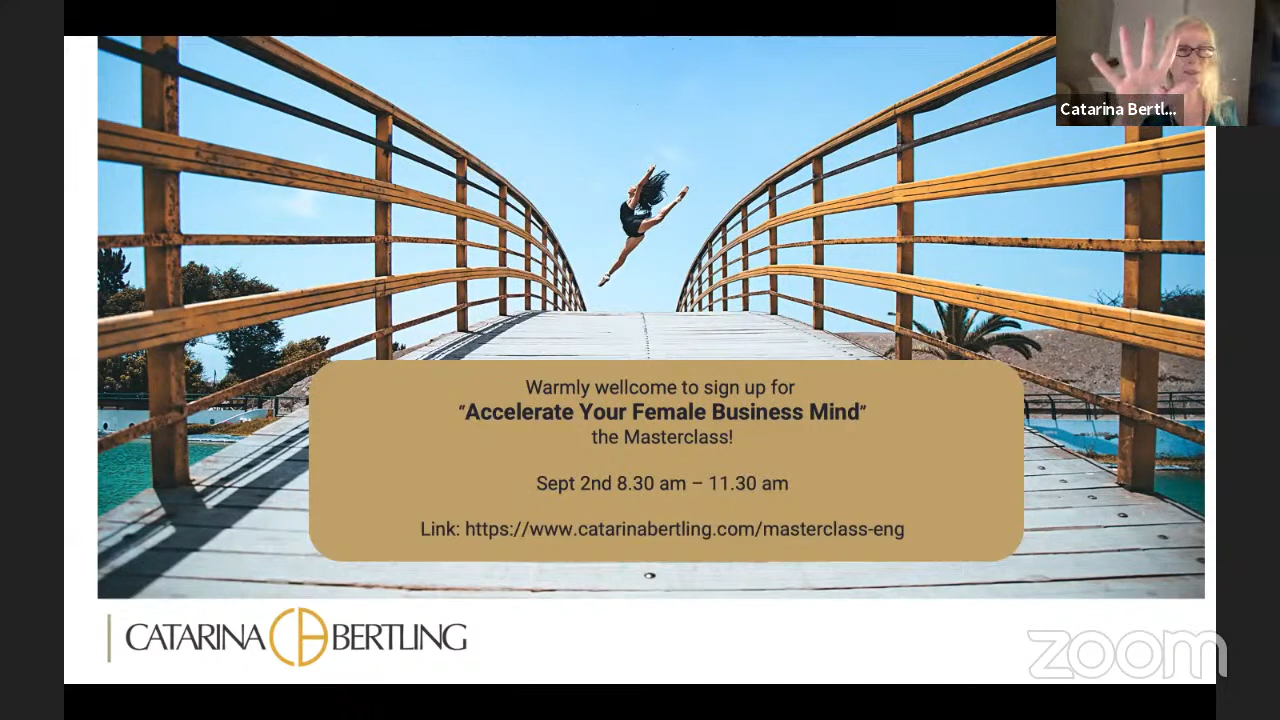 Catarina Bertl...
Warmly wellcome to sign up for
“Accelerate Your Female Business Mind”
the Masterclass!
Sept 2nd 8.30 am – 11.30 am
Link: https://www.catarinabertling.com/masterclass-eng
CATARINA CB BERTLING
zoom